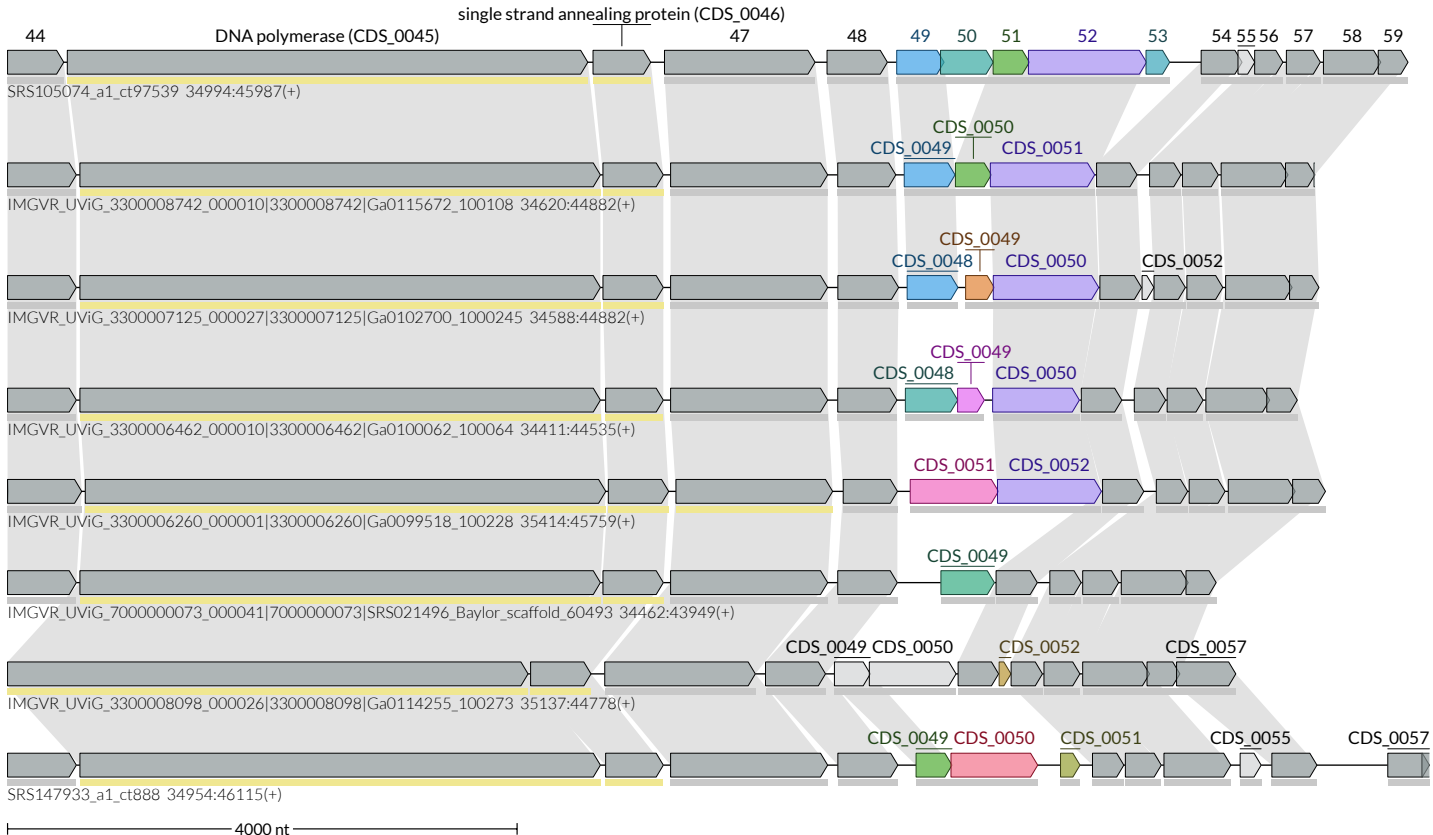 single strand annealing protein (CDS_0046)
44 DNA polymerase (CDS_0045) 47 48 49 50 51 52 53 54 55 56 57 58 59
SRS105074_a1_ct97539 34994:45987(+)
CDS_0050
CDS_0049 CDS_0051
IMGVR_UViG_3300008742_000010|3300008742|Ga0115672_100108 34620:44882(+)
CDS_0049
CDS_0048 CDS_0050 CDS_0052
IMGVR_UViG_3300007125_000027|3300007125|Ga0102700_1000245 34588:44882(+)
CDS_0049
CDS_0048 CDS_0050
IMGVR_UViG_3300006462_000010|3300006462|Ga0100062_100064 34411:44535(+)
CDS_0051 CDS_0052
IMGVR_UViG_3300006260_000001|3300006260|Ga0099518_100228 35414:45759(+)
CDS_0049
IMGVR_UViG_7000000073_000041|7000000073|SRS021496_Baylor_scaffold_60493 34462:43949(+)
CDS_0049 CDS_0050 CDS_0052 CDS_0057
IMGVR_UViG_3300008098_000026|3300008098|Ga0114255_100273 35137:44778(+)
CDS_0049 CDS_0050 CDS_0051 CDS_0055 CDS_0057
SRS147933_a1_ct888 34954:46115(+)
4000 nt